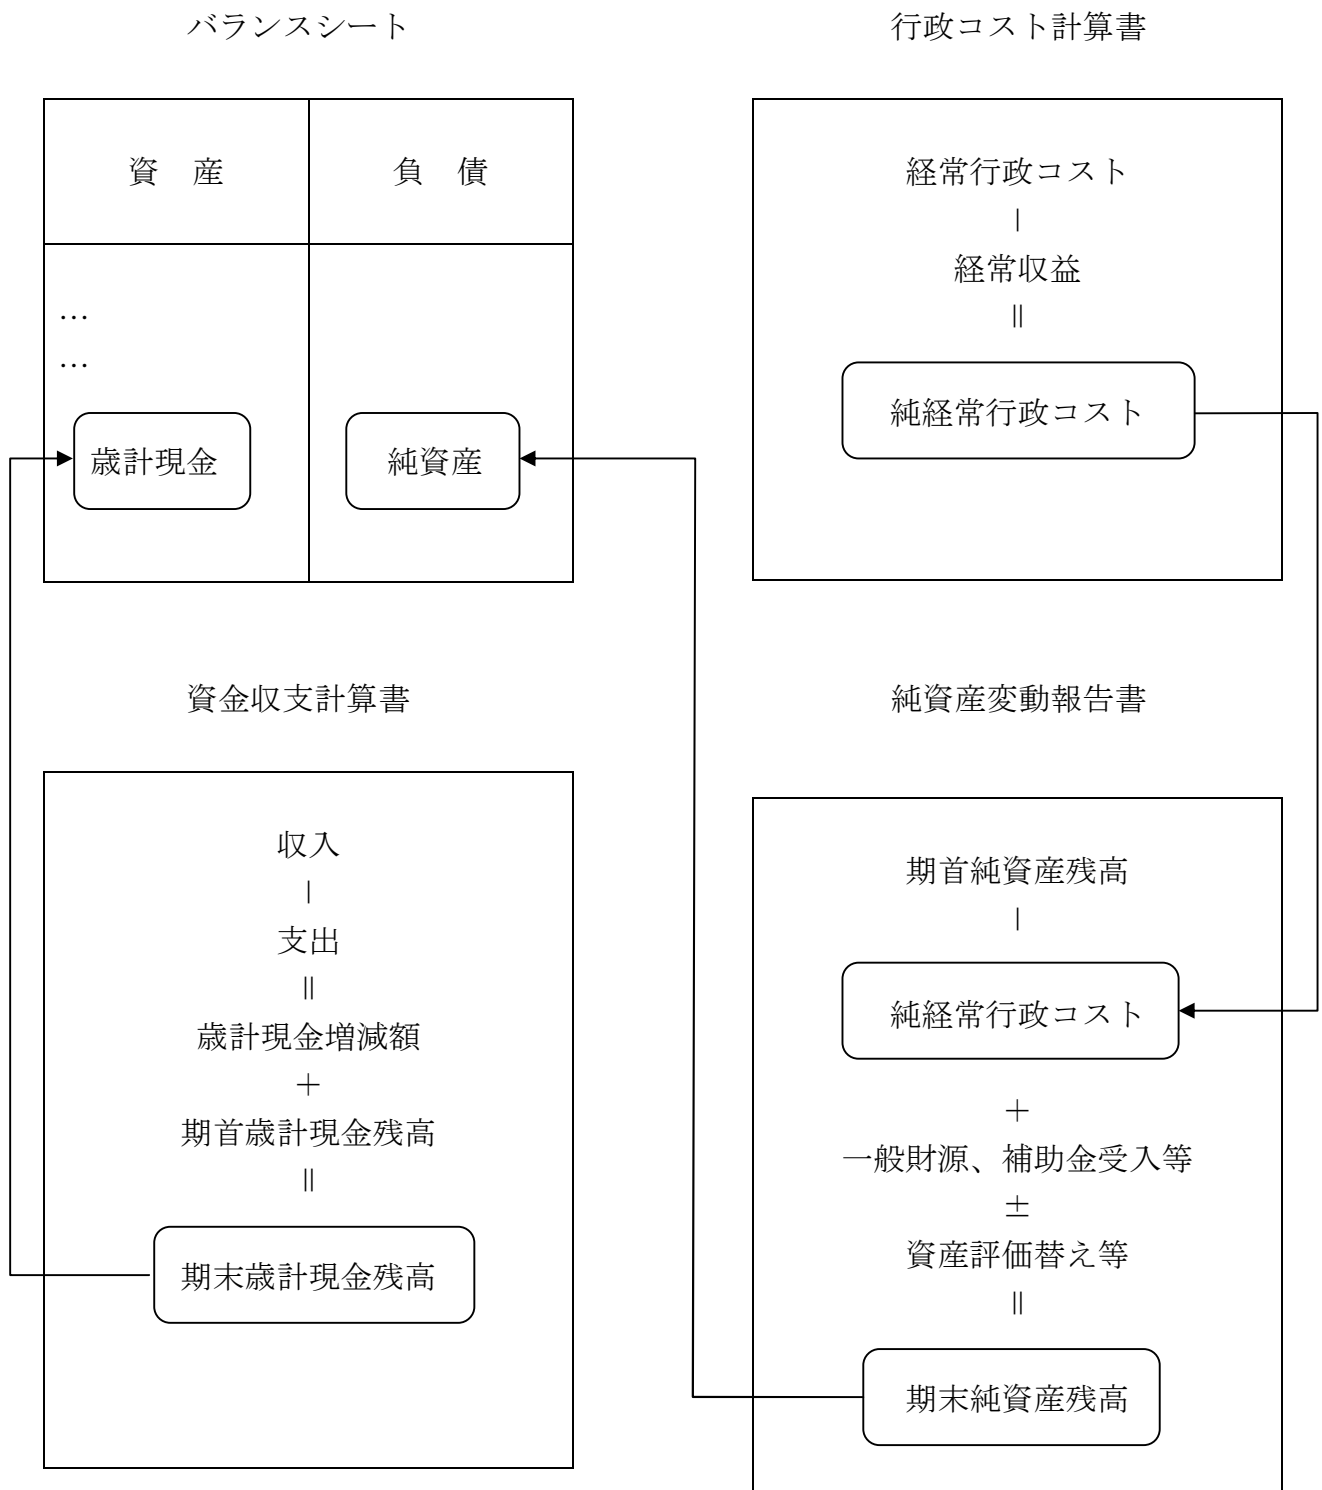 バランスシート
資　産
負　債
…
…
歳計現金
純資産
行政コスト計算書
経常行政コスト
－
経常収益
＝
純経常行政コスト
資金収支計算書
収入
－
支出
＝
歳計現金増減額
＋
期首歳計現金残高
＝
期末歳計現金残高
純資産変動報告書
期首純資産残高
－
純経常行政コスト
＋
一般財源、補助金受入等
±
資産評価替え等
＝
期末純資産残高